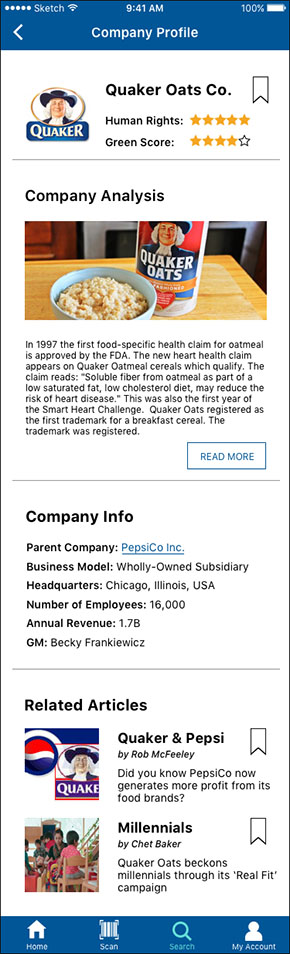 Sketch 9:41 AM 100%
Company Profile
Quaker Oats Co.
QUAKER
Human Rights:
Green Score:
Company Analysis
QUAKER
OATS
In 1997 the first food-specific health claim for oatmeal
is approved by the FDA. The new heart health claim
appears on Quaker Oatmeal cereals which qualify. The
claim reads: "Soluble fiber from oatmeal as part of a
low saturated fat, low cholesterol diet, may reduce the
risk of heart disease." This was also the first year of
the Smart Heart Challenge. Quaker Oats registered as
the first trademark for a breakfast cereal. The
trademark was registered.
READ MORE
Company Info
Parent Company: PepsiCo Inc.
Business Model: Wholly-Owned Subsidiary
Headquarters: Chicago, Illinois, USA
Number of Employees: 16,000
Annual Revenue: 1.7B
GM: Becky Frankiewicz
Related Articles
QUAKE
Quaker & Pepsi
by Rob McFeeley
Did you know PepsiCo now
generates more profit from its
food brands?
Millennials
by Chet Baker
Quaker Oats beckons
millennials through its 'Real Fit'
campaign
Home Scan Search My Account